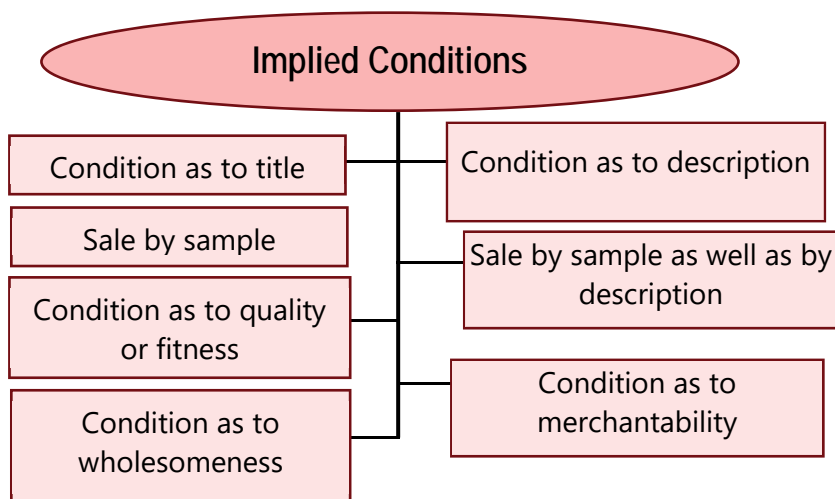 Implied Conditions
Condition as to title
Condition as to description
Sale by sample
Sale by sample as well as by
description
Condition as to quality
or fitness
Condition as to
merchantability
Condition as to
wholesomeness